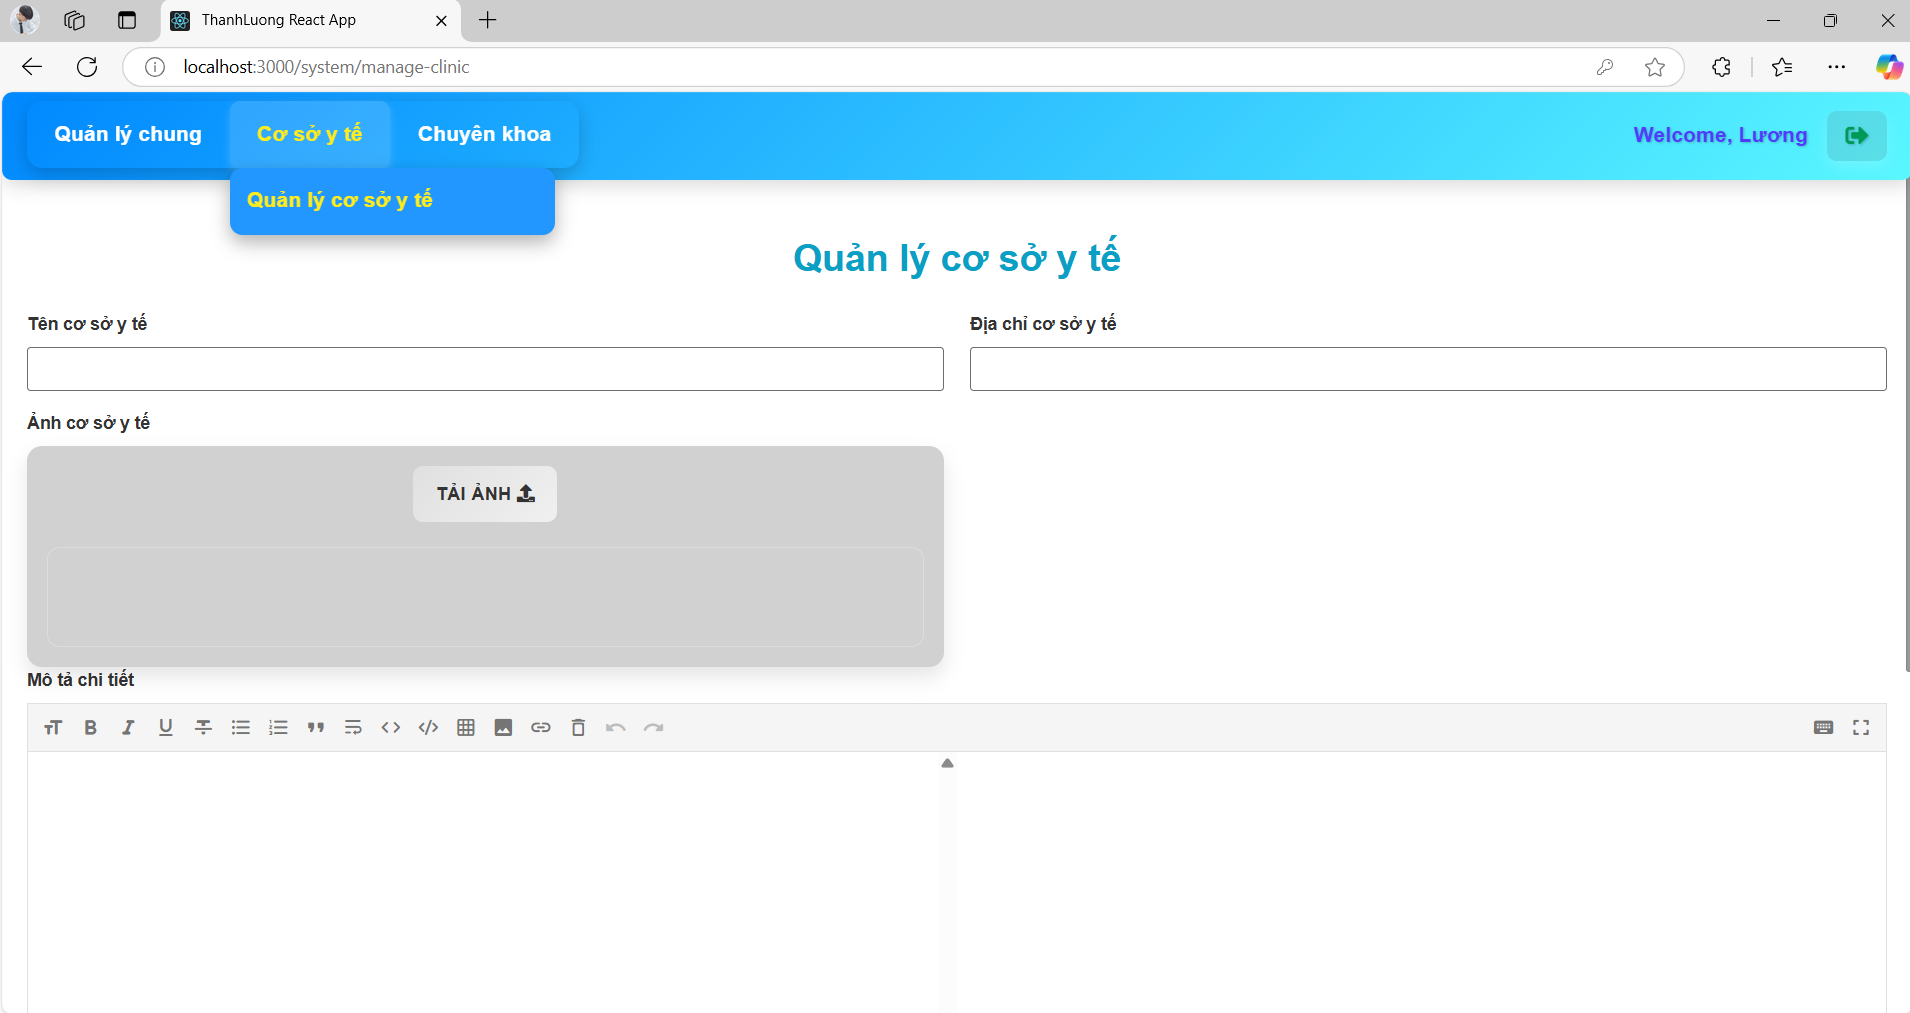 ThanhLuong React App
localhost:3000/system/manage-clinic
Quản lý chung
Cơ sở y tế
Chuyên khoa
Welcome, Lương
Quản lý cơ sở y tế
Quản lý cơ sở y tế
Tên cơ sở y tế
Địa chỉ cơ sở y tế
Ảnh cơ sở y tế
TẢI ẢNH
Mô tả chi tiết